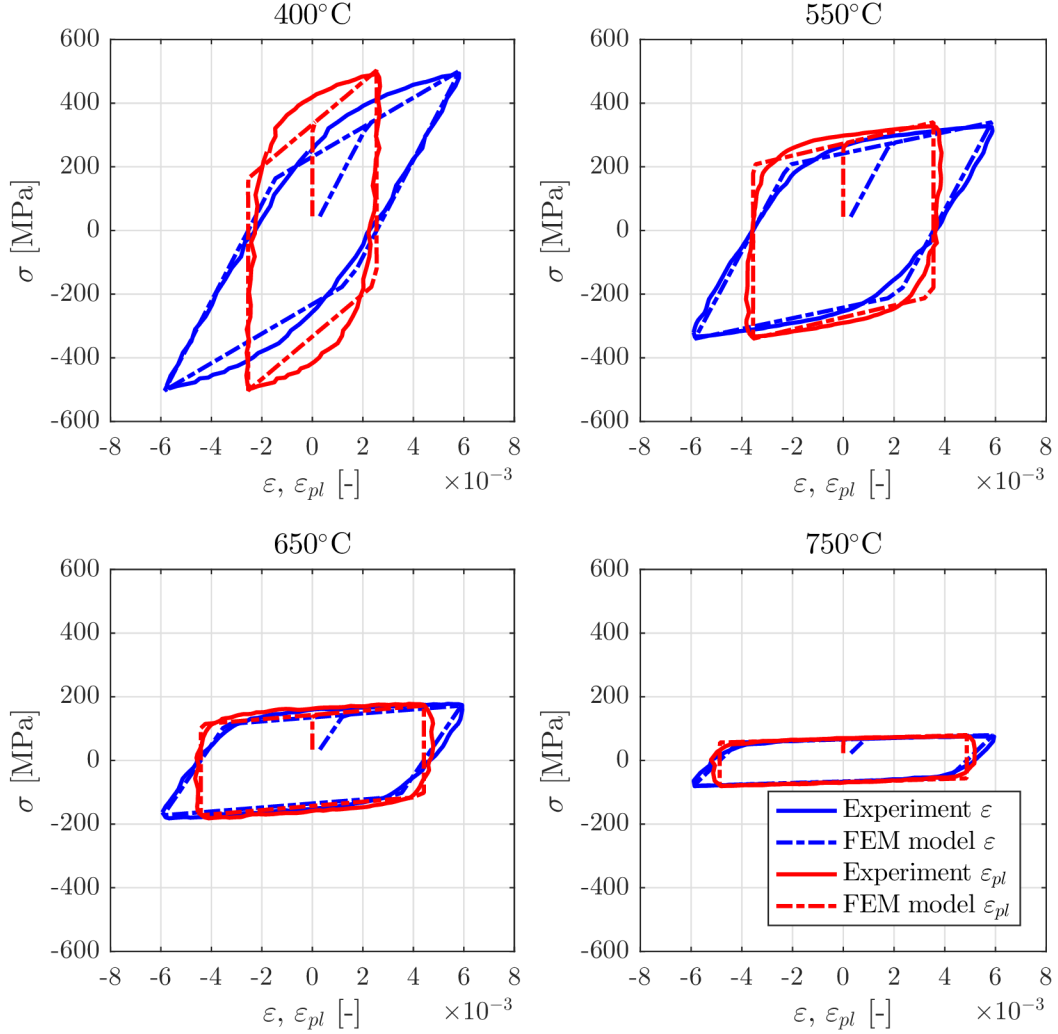 400°C
600
400
200
0
-200
-400
-600
σ [MPa]
-8 -6 -4 -2 0 2 4 6 8
ε, ε_pl [-]
×10⁻³
550°C
600
400
200
0
-200
-400
-600
σ [MPa]
-8 -6 -4 -2 0 2 4 6 8
ε, ε_pl [-]
×10⁻³
650°C
600
400
200
0
-200
-400
-600
σ [MPa]
-8 -6 -4 -2 0 2 4 6 8
ε, ε_pl [-]
×10⁻³
750°C
600
400
200
0
-200
-400
-600
σ [MPa]
-8 -6 -4 -2 0 2 4 6 8
ε, ε_pl [-]
×10⁻³
Experiment ε
FEM model ε
Experiment ε_pl
FEM model ε_pl